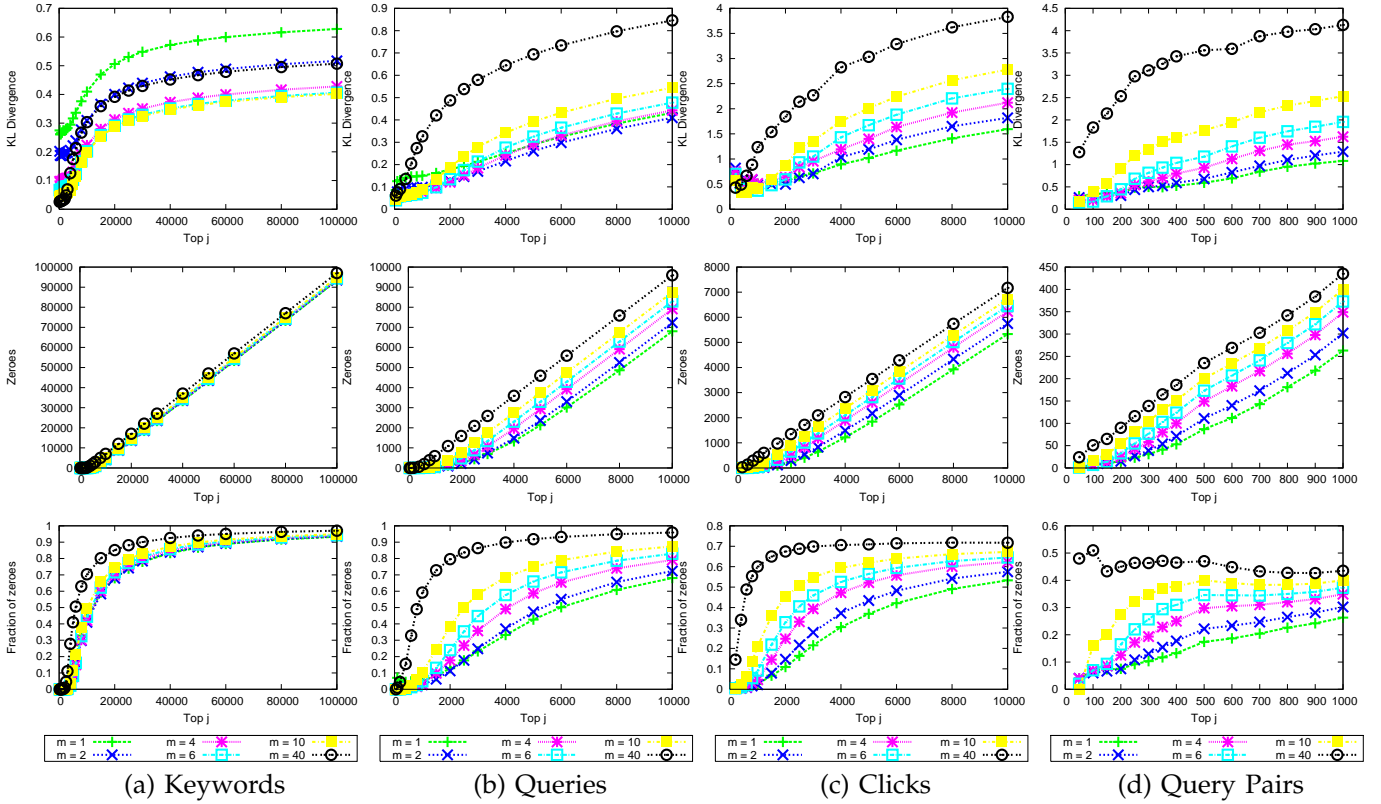 KL Divergence
0.7
0.6
0.5
0.4
0.3
0.2
0.1
0
0 20000 40000 60000 80000 100000
Top j
KL Divergence
0.9
0.8
0.7
0.6
0.5
0.4
0.3
0.2
0.1
0
0 2000 4000 6000 8000 10000
Top j
KL Divergence
4
3.5
3
2.5
2
1.5
1
0.5
0
0 2000 4000 6000 8000 10000
Top j
KL Divergence
4.5
4
3.5
3
2.5
2
1.5
1
0.5
0
100 200 300 400 500 600 700 800 900 1000
Top j
Zeroes
100000
90000
80000
70000
60000
50000
40000
30000
20000
10000
0
0 20000 40000 60000 80000 100000
Top j
Zeroes
10000
9000
8000
7000
6000
5000
4000
3000
2000
1000
0
0 2000 4000 6000 8000 10000
Top j
Zeroes
8000
7000
6000
5000
4000
3000
2000
1000
0
0 2000 4000 6000 8000 10000
Top j
Zeroes
450
400
350
300
250
200
150
100
50
0
0 100 200 300 400 500 600 700 800 900 1000
Top j
Fraction of zeroes
1
0.9
0.8
0.7
0.6
0.5
0.4
0.3
0.2
0.1
0
0 20000 40000 60000 80000 100000
Top j
Fraction of zeroes
1
0.9
0.8
0.7
0.6
0.5
0.4
0.3
0.2
0.1
0
0 2000 4000 6000 8000 10000
Top j
Fraction of zeroes
0.8
0.7
0.6
0.5
0.4
0.3
0.2
0.1
0
0 2000 4000 6000 8000 10000
Top j
Fraction of zeroes
0.6
0.5
0.4
0.3
0.2
0.1
0
0 100 200 300 400 500 600 700 800 900 1000
Top j
m = 1 m = 4 m = 10
m = 2 m = 6 m = 40
m = 1 m = 4 m = 10
m = 2 m = 6 m = 40
m = 1 m = 4 m = 10
m = 2 m = 6 m = 40
m = 1 m = 4 m = 10
m = 2 m = 6 m = 40
(a) Keywords
(b) Queries
(c) Clicks
(d) Query Pairs